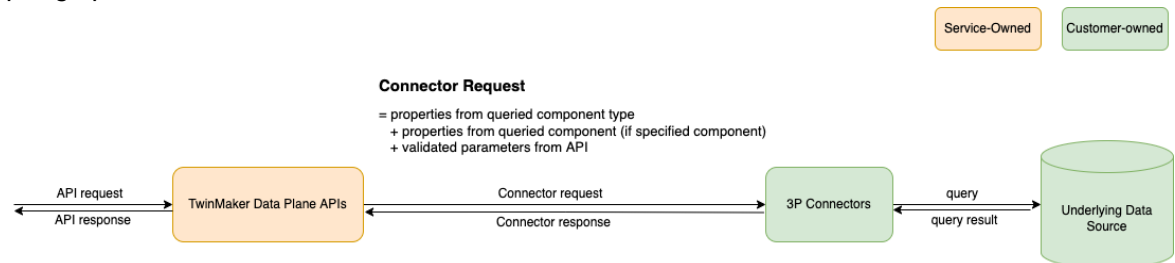 Service-Owned
Customer-owned
Connector Request
= properties from queried component type
+ properties from queried component (if specified component)
+ validated parameters from API
API request
API response
TwinMaker Data Plane APIs
Connector request
Connector response
3P Connectors
query
query result
Underlying Data
Source